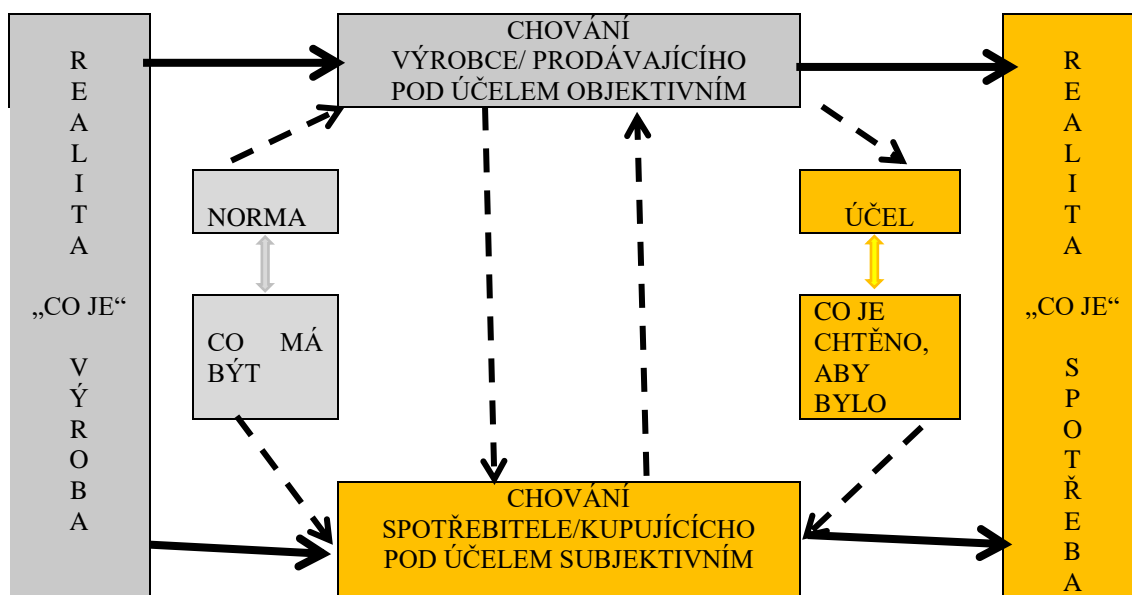 R
E
A
L
I
T
A
„CO JE“
V
Ý
R
O
B
A
CHOVÁNÍ
VÝROBCE/ PRODÁVAJÍCÍHO
POD ÚČELEM OBJEKTIVNÍM
NORMA
CO MÁ
BÝT
ÚČEL
CO JE
CHTĚNO,
ABY
BYLO
CHOVÁNÍ
SPOTŘEBITELE/KUPUJÍCÍCHO
POD ÚČELEM SUBJEKTIVNÍM
R
E
A
L
I
T
A
„CO JE“
S
P
O
T
Ř
E
B
A